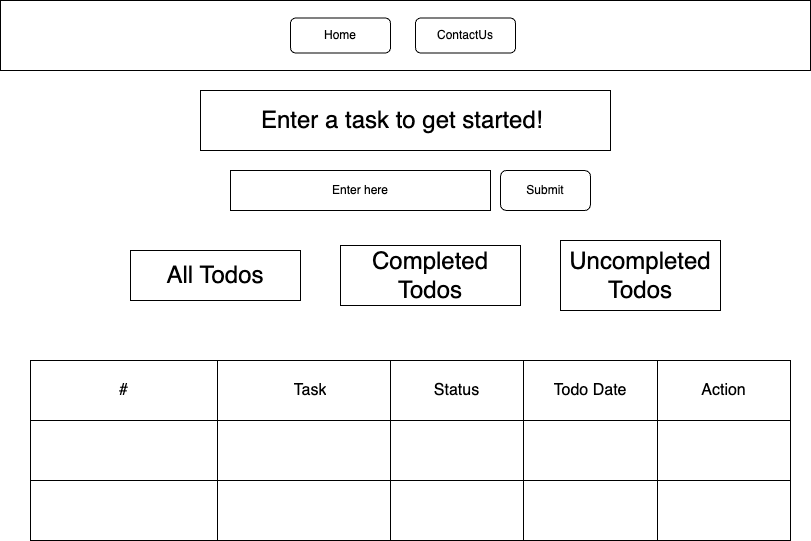 Home
ContactUs
Enter a task to get started!
Enter here
Submit
All Todos
Completed
Todos
Uncompleted
Todos
#
Task
Status
Todo Date
Action